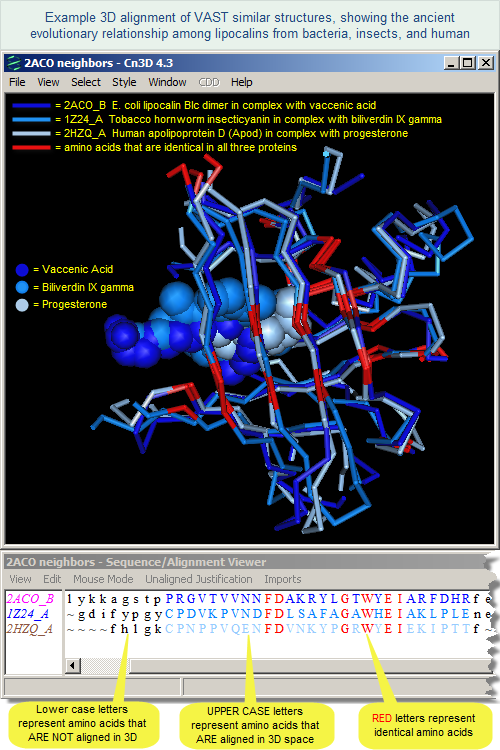 Example 3D alignment of VAST similar structures, showing the ancient
evolutionary relationship among lipocalins from bacteria, insects, and human
2ACO neighbors - Cn3D 4.3
File View Select Style Window CDD Help
= 2ACO_B E. coli lipocalin Blc dimer in complex with vaccenic acid
= 1Z24_A Tobacco hornworm insecticyanin in complex with biliverdin IX gamma
= 2HZQ_A Human apolipoprotein D (Apod) in complex with progesterone
= amino acids that are identical in all three proteins
= Vaccenic Acid
= Biliverdin IX gamma
= Progesterone
2ACO neighbors - Sequence/Alignment Viewer
View Edit Mouse Mode Unaligned Justification Imports
2ACO_B lykkagstpPRGVTVVNNFDAKRYLGTWYEIARFDHRfe
1Z24_A ~gdifypgyCPDVKPVNDFDLSAFAGAWHEIAKLPLEne
2HZQ_A ~~~~fhlgkCPNPPVQENFDVNKYPGRWYEIEKIPTTf~
Lower case letters
represent amino acids that
ARE NOT aligned in 3D
UPPER CASE letters
represent amino acids that
ARE aligned in 3D space
RED letters represent
identical amino acids